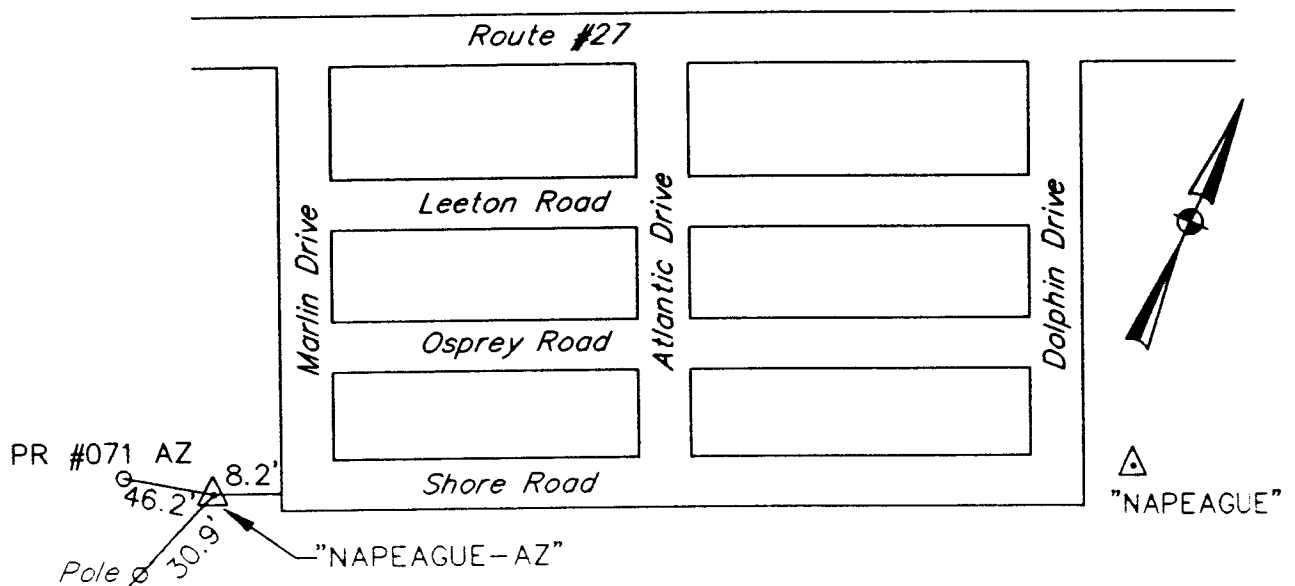 Route #27
Leeton Road
Marlin Drive
Atlantic Drive
Dolphin Drive
Osprey Road
PR #071 AZ
8.2'
46.2'
Shore Road
"NAPEAGUE"
30.9'
"NAPEAGUE-AZ"
Pole